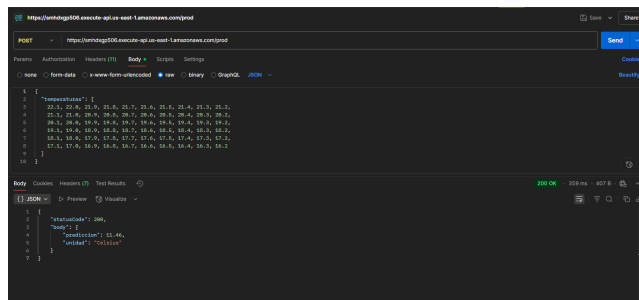 https://smhdxgp506.execute-api.us-east-1.amazonaws.com/prod
Save
Share
POST
https://smhdxgp506.execute-api.us-east-1.amazonaws.com/prod
Send
Params Authorization Headers (11) Body Scripts Settings
Cookies
none form-data x-www-form-urlencoded raw binary GraphQL JSON
Beautify
1 {
2 "temperaturas": [
3 22.1, 22.0, 21.9, 21.8, 21.7, 21.6, 21.5, 21.4, 21.3, 21.2,
4 21.1, 21.0, 20.9, 20.8, 20.7, 20.6, 20.5, 20.4, 20.3, 20.2,
5 20.1, 20.0, 19.9, 19.8, 19.7, 19.6, 19.5, 19.4, 19.3, 19.2,
6 19.1, 19.0, 18.9, 18.8, 18.7, 18.6, 18.5, 18.4, 18.3, 18.2,
7 18.1, 18.0, 17.9, 17.8, 17.7, 17.6, 17.5, 17.4, 17.3, 17.2,
8 17.1, 17.0, 16.9, 16.8, 16.7, 16.6, 16.5, 16.4, 16.3, 16.2
9 ]
10 }
Body Cookies Headers (7) Test Results
200 OK 359 ms 407 B
{} JSON Preview Visualize
1 {
2 "statusCode": 200,
3 "body": {
4 "prediccion": 11.46,
5 "unidad": "Celsius"
6 }
7 }